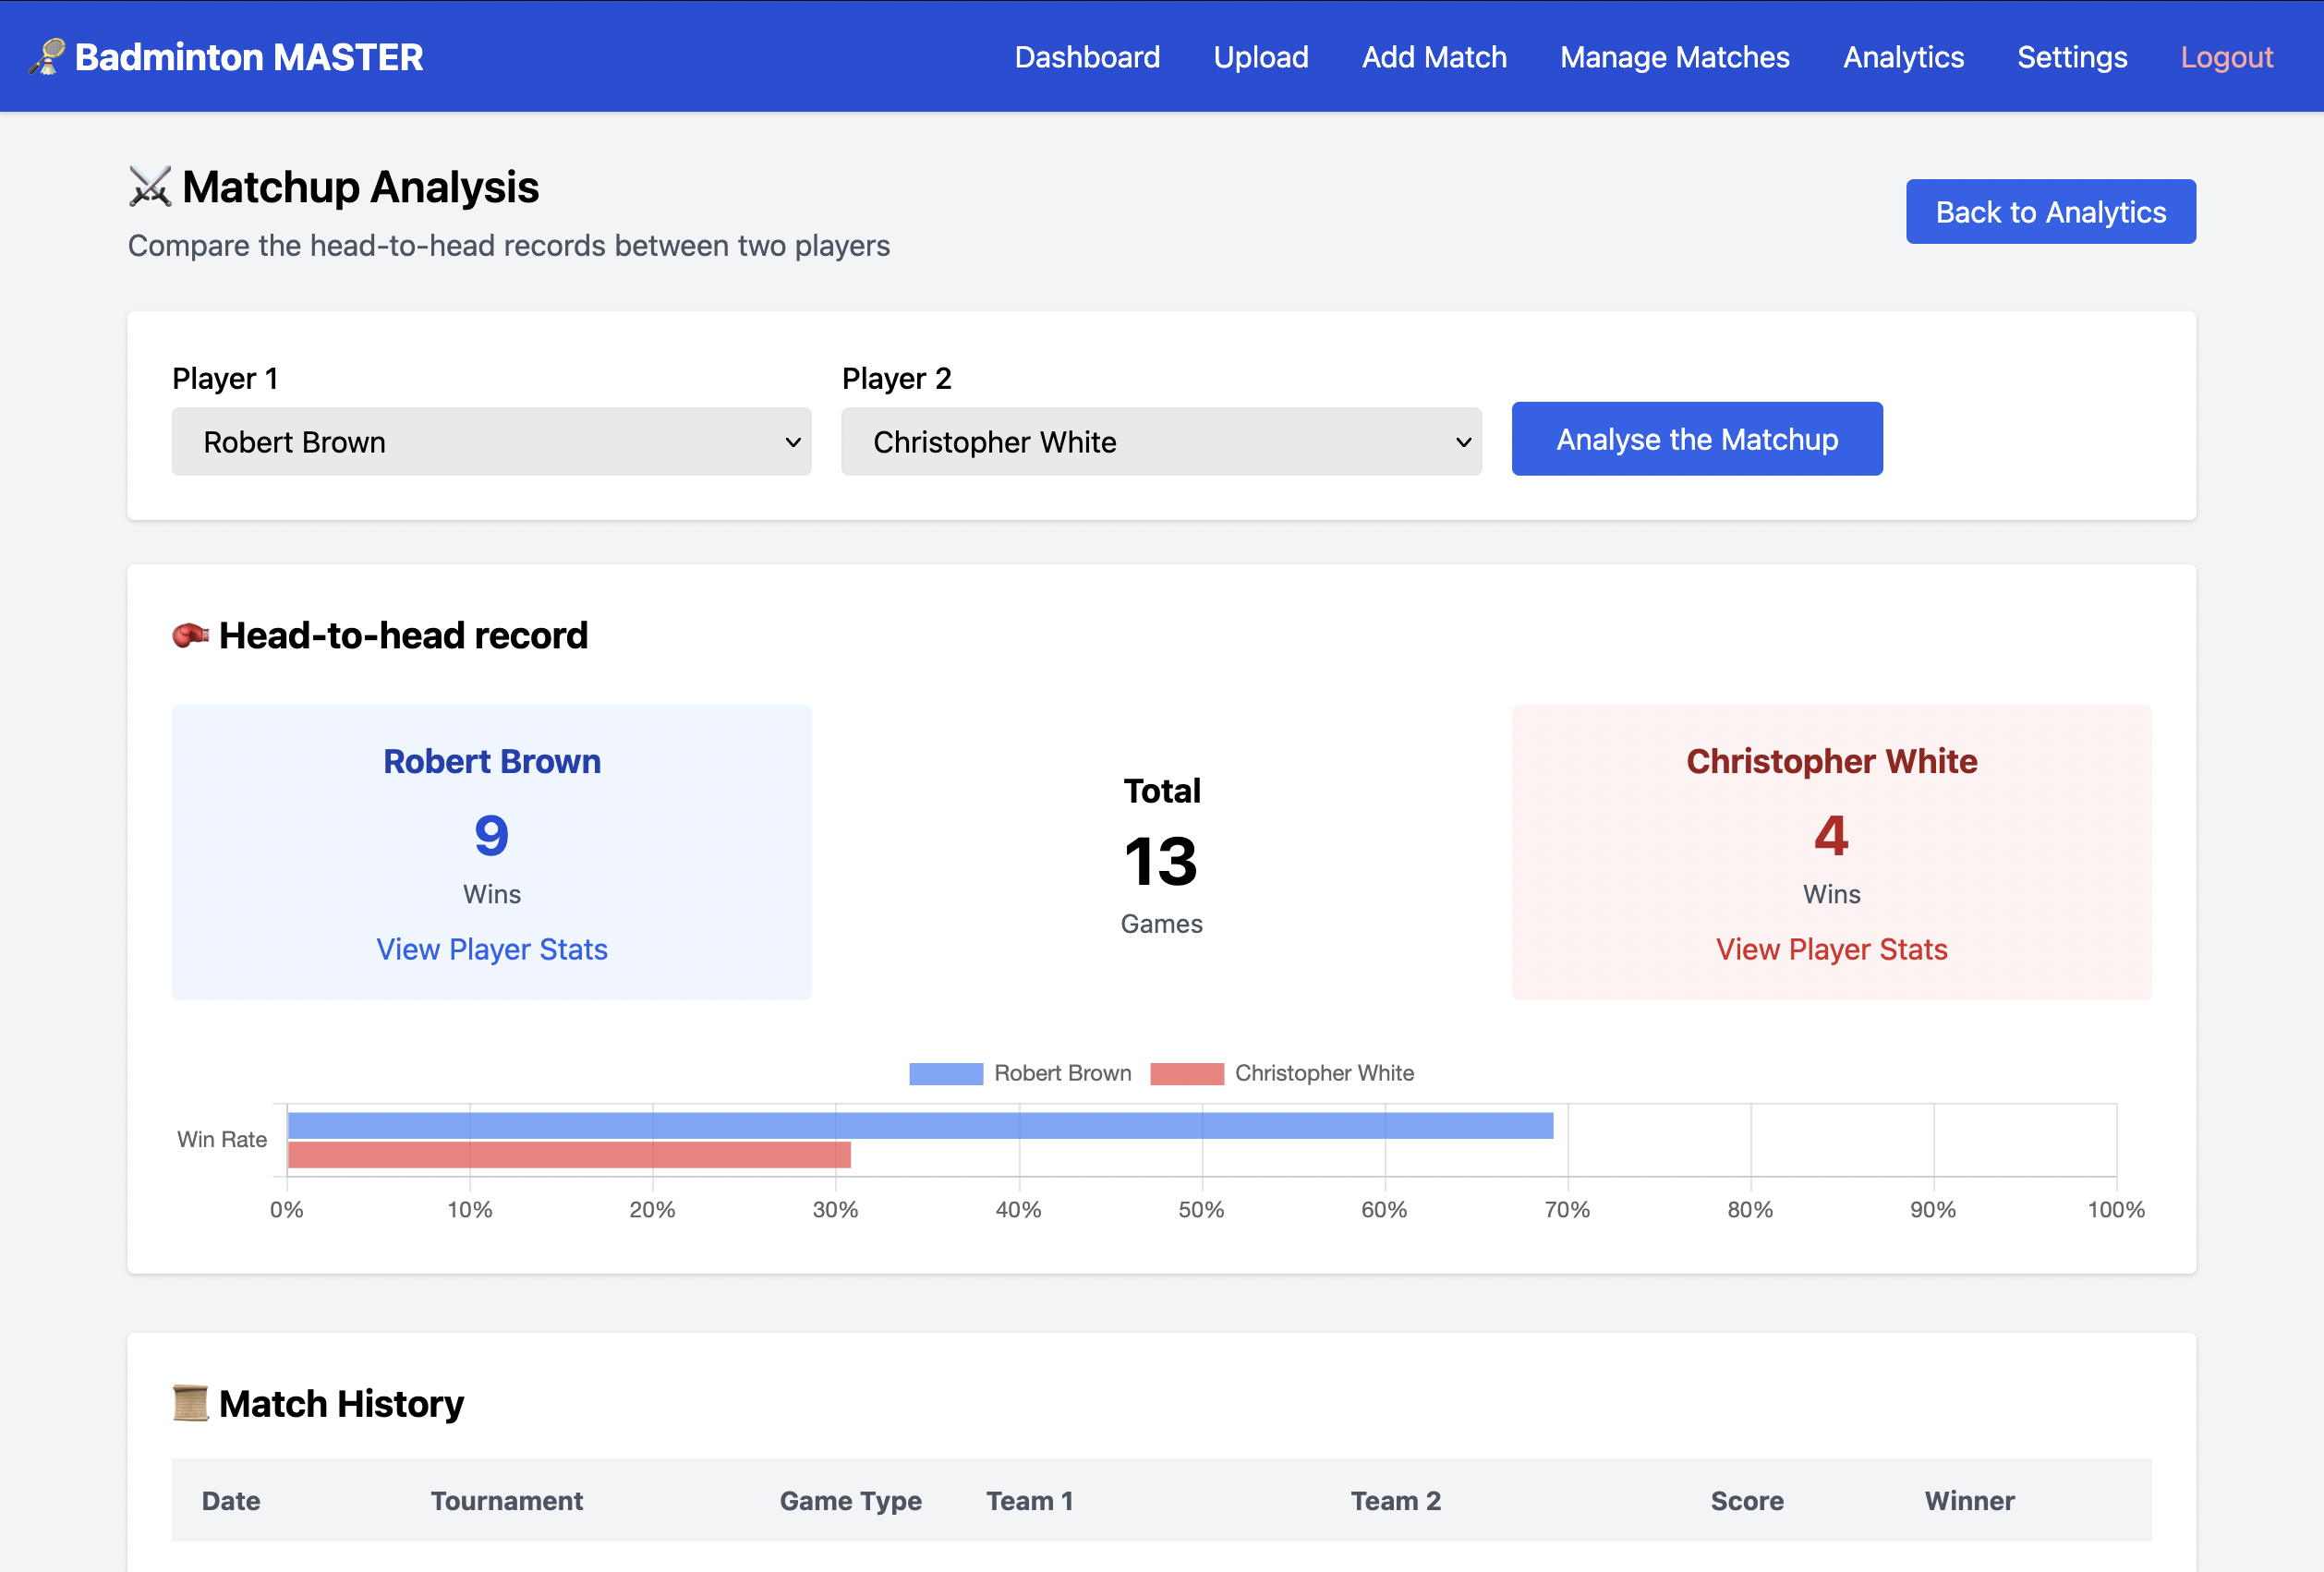 Badminton MASTER
Dashboard Upload Add Match Manage Matches Analytics Settings Logout
Matchup Analysis
Compare the head-to-head records between two players
Back to Analytics
Player 1
Robert Brown
Player 2
Christopher White
Analyse the Matchup
Head-to-head record
Robert Brown
9
Wins
View Player Stats
Total
13
Games
Christopher White
4
Wins
View Player Stats
Robert Brown Christopher White
Win Rate
0% 10% 20% 30% 40% 50% 60% 70% 80% 90% 100%
Match History
Date Tournament Game Type Team 1 Team 2 Score Winner